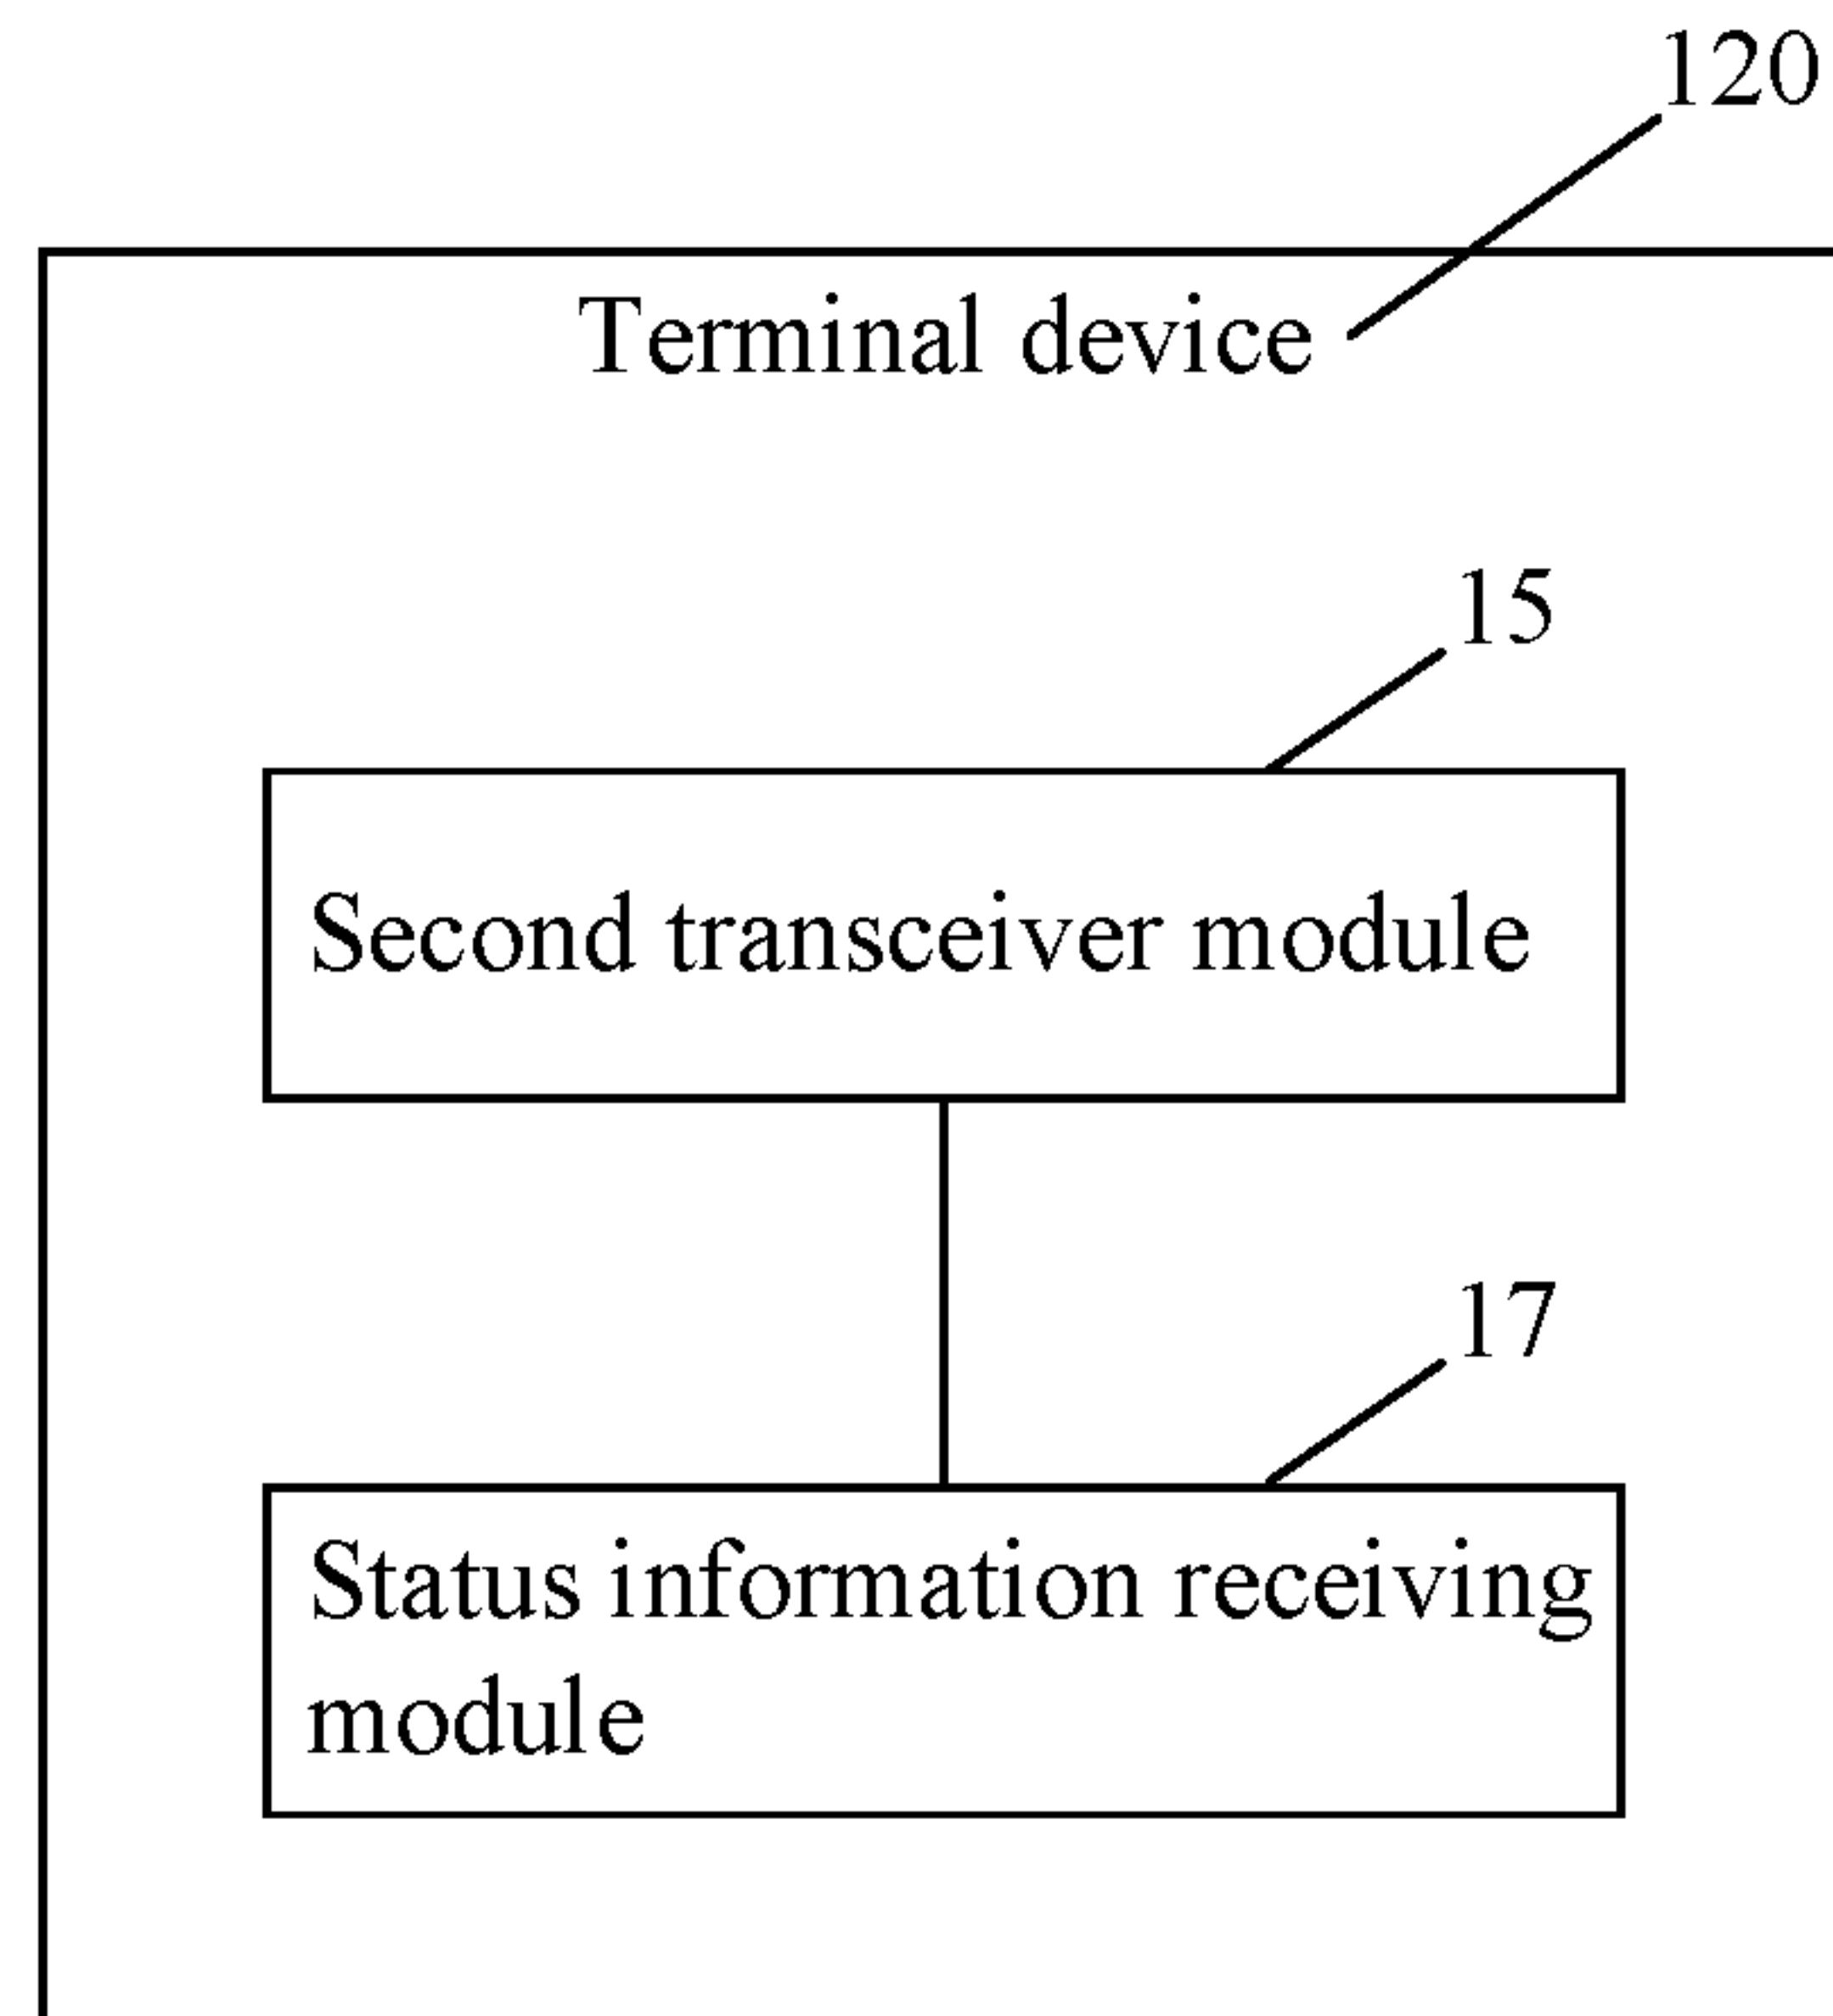 120
Terminal device
15
Second transceiver module
17
Status information receiving
module